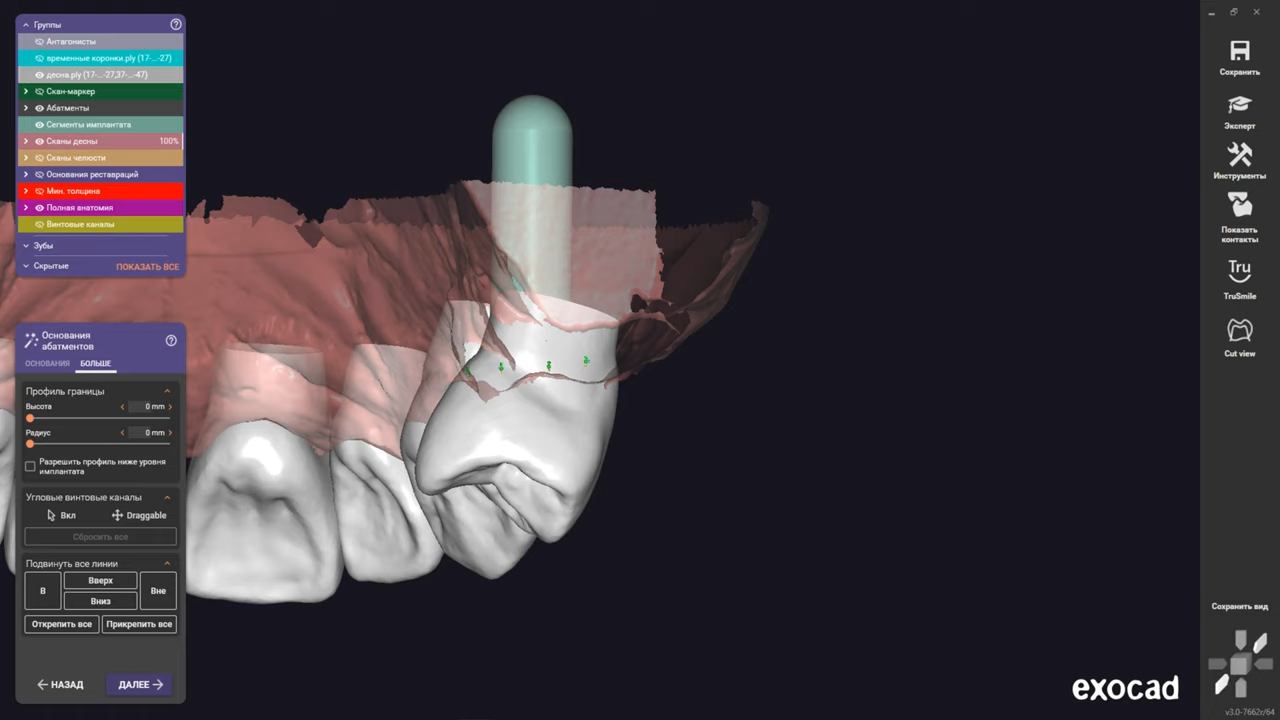 Группы
Антагонисты
временные коронки.ply (17-...-27)
десна.ply (17-...-27,37-...-47)
Скан-маркер
Абатменты
Сегменты имплантата
Сканы десны 100%
Сканы челюсти
Основания реставраций
Мин. толщина
Полная анатомия
Винтовые каналы
Зубы
Скрытые ПОКАЗАТЬ ВСЕ
Основания
абатментов
ОСНОВАНИЯ БОЛЬШЕ
Профиль границы
Высота 0 mm
Радиус 0 mm
Разрешить профиль ниже уровня
имплантата
Угловые винтовые каналы
Вкл Draggable
Сбросить все
Подвинуть все линии
В Вверх Вне
Вниз
Открепить все Прикрепить все
НАЗАД ДАЛЕЕ
Сохранить
Эксперт
Инструменты
Показать
контакты
Tru
TruSmile
Cut view
Сохранить вид
exocad
v3.0-7662r/64